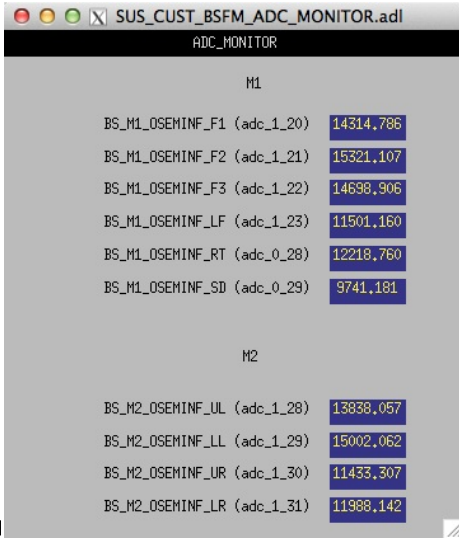 SUS_CUST_BSFM_ADC_MONITOR.adl
ADC_MONITOR
M1
BS_M1_OSEMINF_F1 (adc_1_20) 14314.786
BS_M1_OSEMINF_F2 (adc_1_21) 15321.107
BS_M1_OSEMINF_F3 (adc_1_22) 14698.906
BS_M1_OSEMINF_LF (adc_1_23) 11501.160
BS_M1_OSEMINF_RT (adc_0_28) 12218.760
BS_M1_OSEMINF_SD (adc_0_29) 9741.181
M2
BS_M2_OSEMINF_UL (adc_1_28) 13838.057
BS_M2_OSEMINF_LL (adc_1_29) 15002.062
BS_M2_OSEMINF_UR (adc_1_30) 11433.307
BS_M2_OSEMINF_LR (adc_1_31) 11988.142